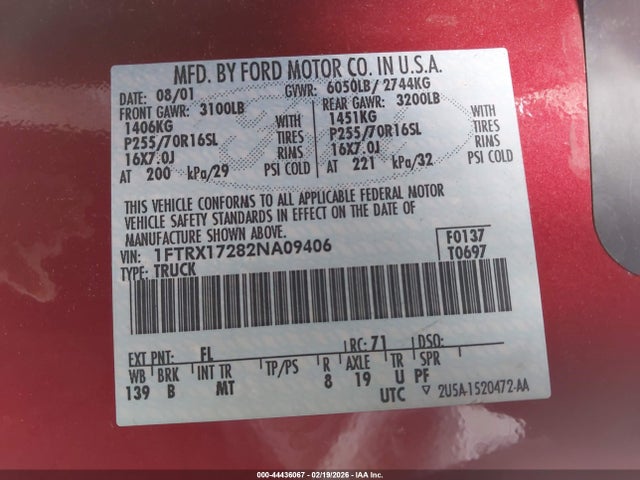 MFD. BY FORD MOTOR CO. IN U.S.A.
DATE: 08/01 GVWR: 6050LB/ 2744KG
FRONT GAWR: 3100LB REAR GAWR: 3200LB
1406KG WITH 1451KG WITH
P255/70R16SL TIRES P255/70R16SL TIRES
16X7.0J RIMS 16X7.0J RIMS
AT 200 kPa/29 PSI COLD AT 221 kPa/32 PSI COLD
THIS VEHICLE CONFORMS TO ALL APPLICABLE FEDERAL MOTOR
VEHICLE SAFETY STANDARDS IN EFFECT ON THE DATE OF
MANUFACTURE SHOWN ABOVE.
VIN: 1FTRX17282NA09406 F0137
TYPE: TRUCK T0697
EXT PNT: FL RC: 71 DSO:
WB BRK INT TR TP/PS R AXLE TR SPR
139 B MT 8 19 U PF
UTC ▽ 2U5A-1520472-AA
000-44436067 - 02/19/2026 - IAA Inc.